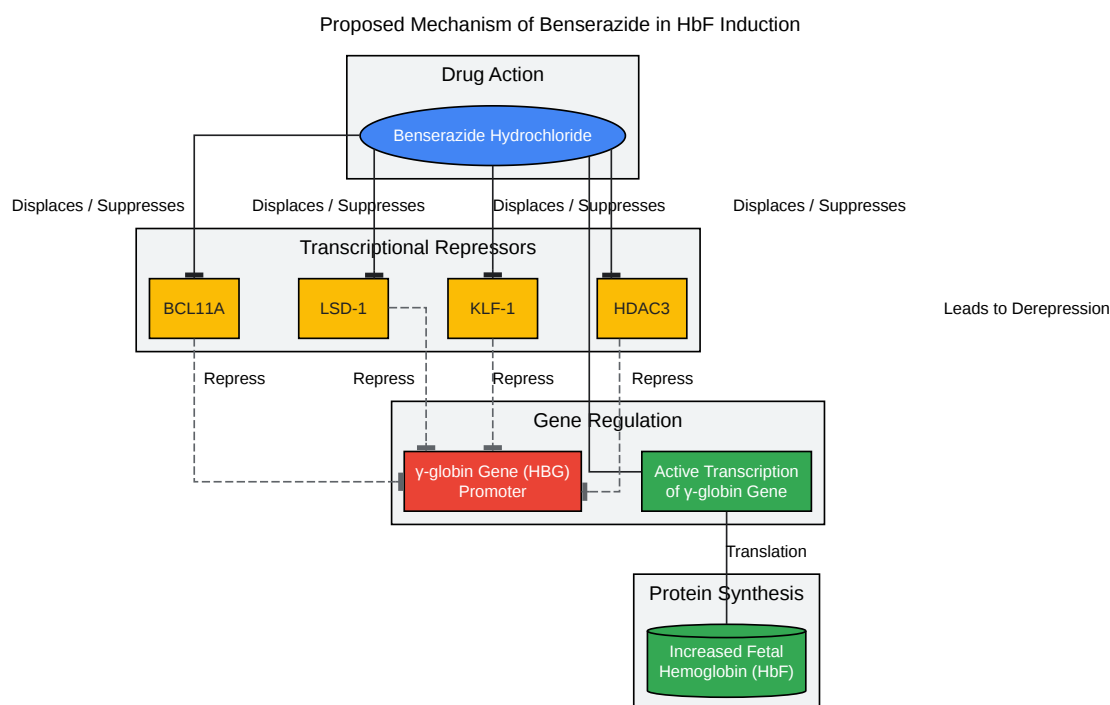 Proposed Mechanism of Benserazide in HbF Induction
Drug Action
Benserazide Hydrochloride
Displaces / Suppresses
Displaces / Suppresses
Displaces / Suppresses
Displaces / Suppresses
Transcriptional Repressors
BCL11A
LSD-1
KLF-1
HDAC3
Leads to Derepression
Repress
Repress
Repress
Repress
Gene Regulation
γ-globin Gene (HBG)
Promoter
Active Transcription
of γ-globin Gene
Translation
Protein Synthesis
Increased Fetal
Hemoglobin (HbF)